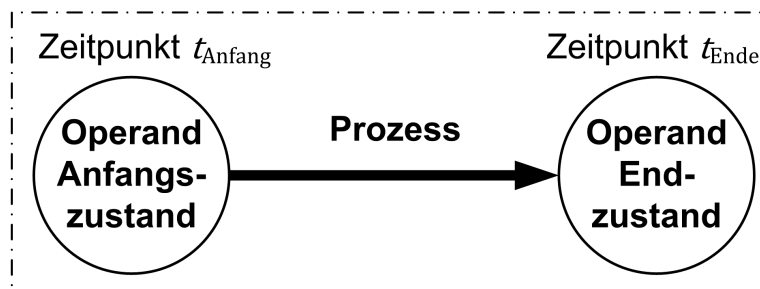 Zeitpunkt tAnfang
Zeitpunkt tEnde
Operand
Anfangs-
zustand
Prozess
Operand
End-
zustand